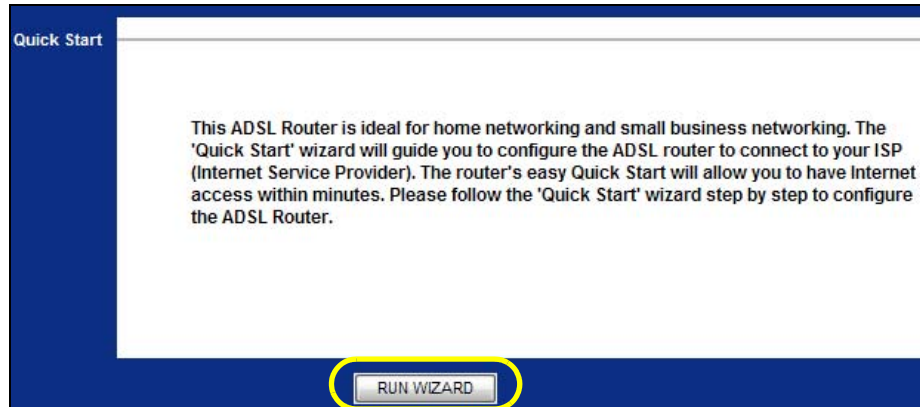 Quick Start
This ADSL Router is ideal for home networking and small business networking. The
'Quick Start' wizard will guide you to configure the ADSL router to connect to your ISP
(Internet Service Provider). The router's easy Quick Start will allow you to have Internet
access within minutes. Please follow the 'Quick Start' wizard step by step to configure
the ADSL Router.
RUN WIZARD